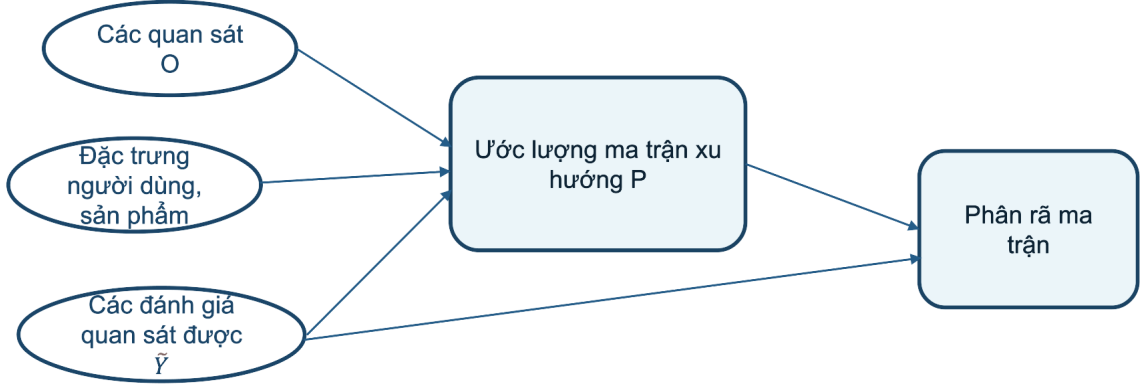 Các quan sát
O
Đặc trưng
người dùng,
sản phẩm
Các đánh giá
quan sát được
Ỹ
Ước lượng ma trận xu
hướng P
Phân rã ma
trận